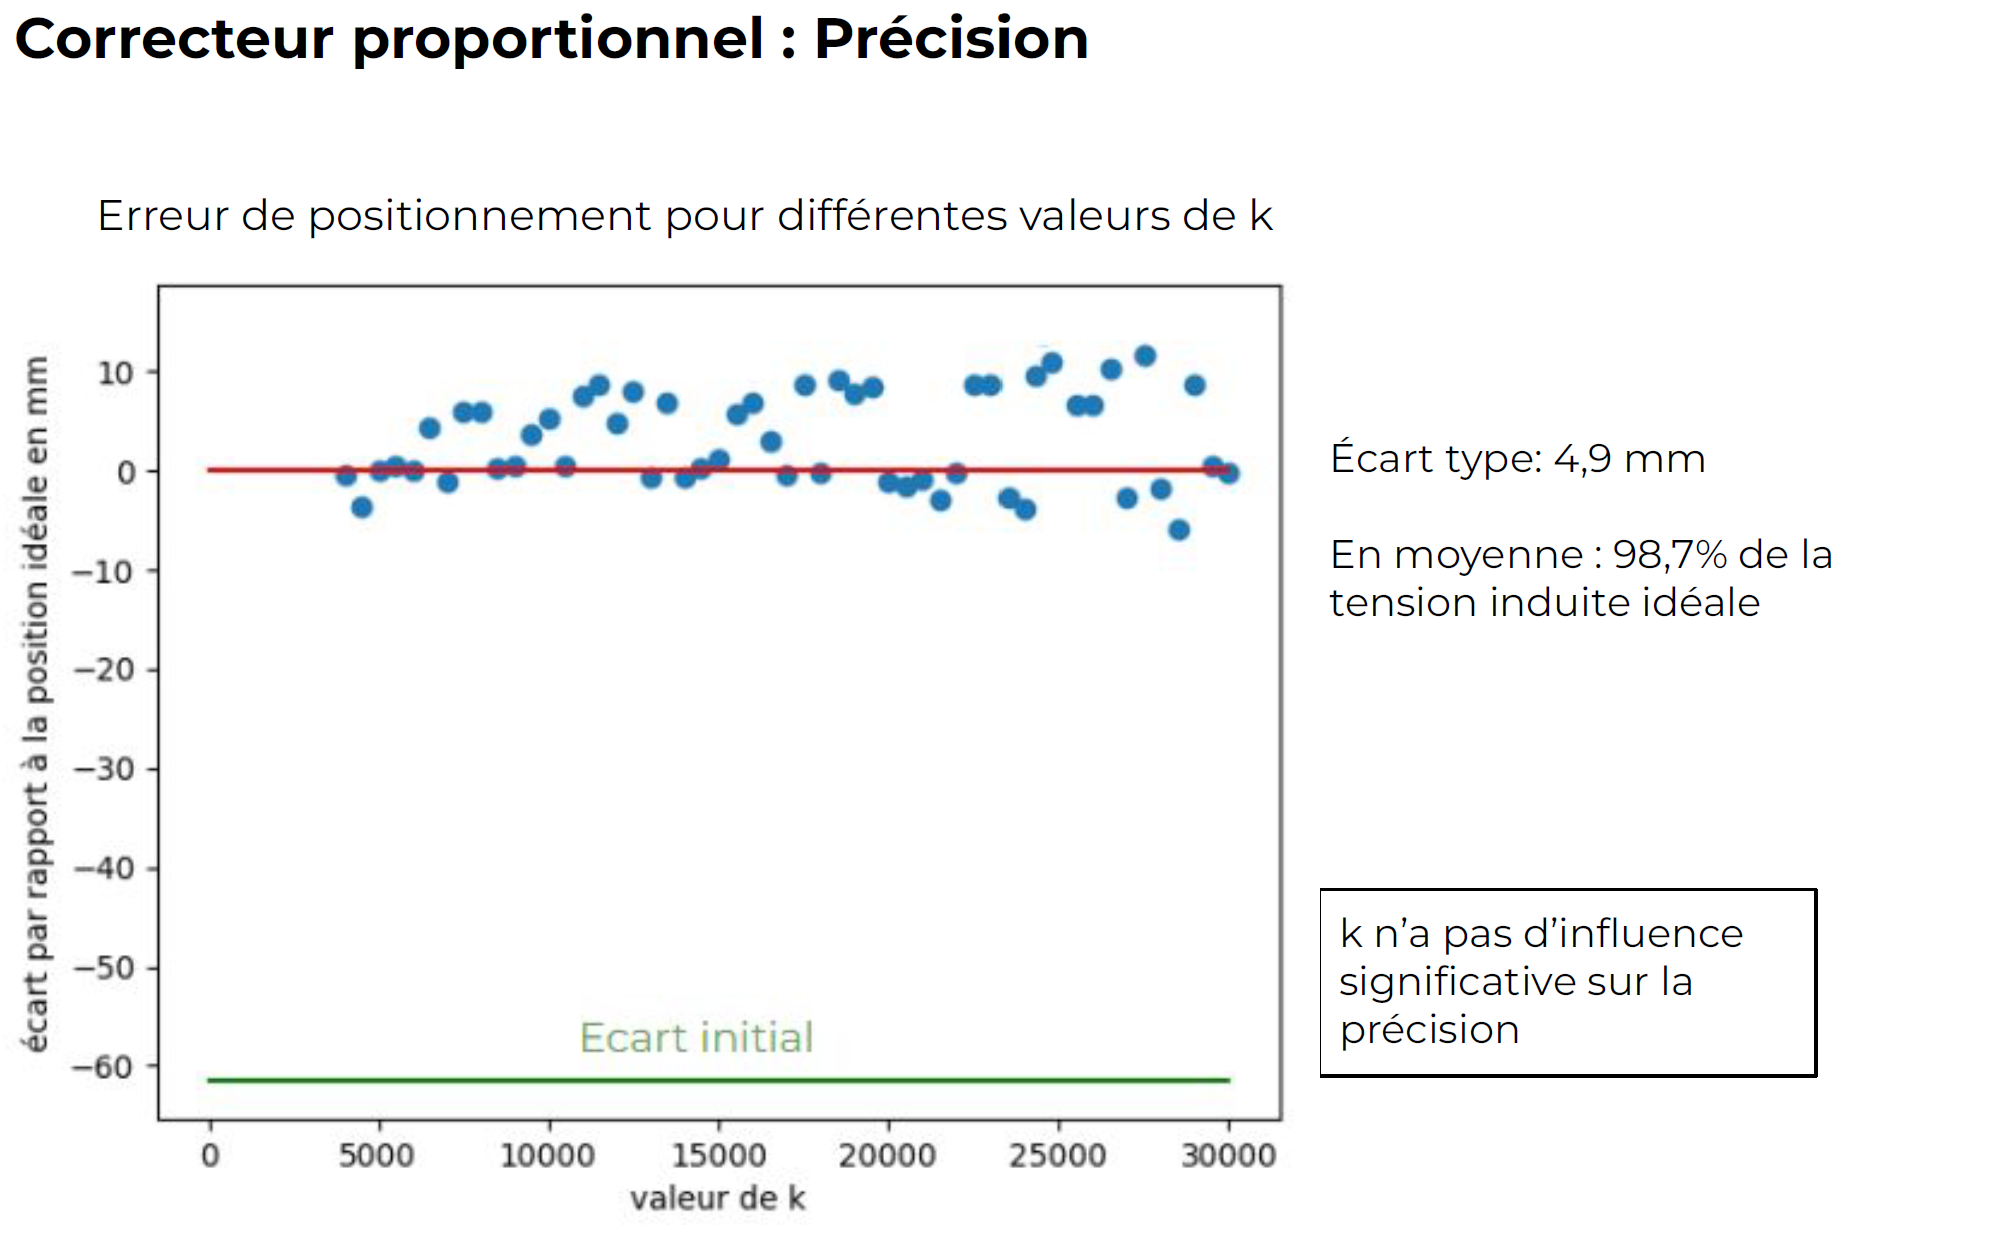 Correcteur proportionnel : Précision
Erreur de positionnement pour différentes valeurs de k
écart par rapport à la position idéale en mm
10
0
−10
−20
−30
−40
−50
−60
Ecart initial
0 5000 10000 15000 20000 25000 30000
valeur de k
Écart type: 4,9 mm
En moyenne : 98,7% de la
tension induite idéale
k n’a pas d’influence
significative sur la
précision